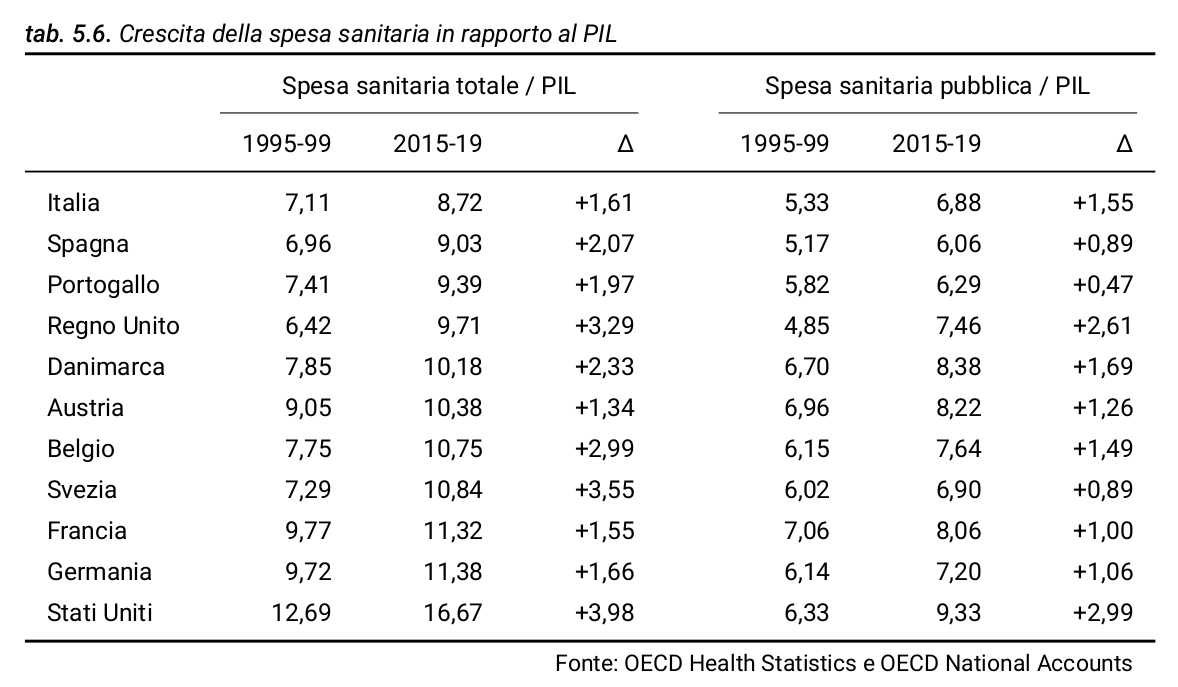 tab. 5.6. Crescita della spesa sanitaria in rapporto al PIL
Spesa sanitaria totale / PIL Spesa sanitaria pubblica / PIL
1995-99 2015-19 Δ 1995-99 2015-19 Δ
Italia 7,11 8,72 +1,61 5,33 6,88 +1,55
Spagna 6,96 9,03 +2,07 5,17 6,06 +0,89
Portogallo 7,41 9,39 +1,97 5,82 6,29 +0,47
Regno Unito 6,42 9,71 +3,29 4,85 7,46 +2,61
Danimarca 7,85 10,18 +2,33 6,70 8,38 +1,69
Austria 9,05 10,38 +1,34 6,96 8,22 +1,26
Belgio 7,75 10,75 +2,99 6,15 7,64 +1,49
Svezia 7,29 10,84 +3,55 6,02 6,90 +0,89
Francia 9,77 11,32 +1,55 7,06 8,06 +1,00
Germania 9,72 11,38 +1,66 6,14 7,20 +1,06
Stati Uniti 12,69 16,67 +3,98 6,33 9,33 +2,99
Fonte: OECD Health Statistics e OECD National Accounts